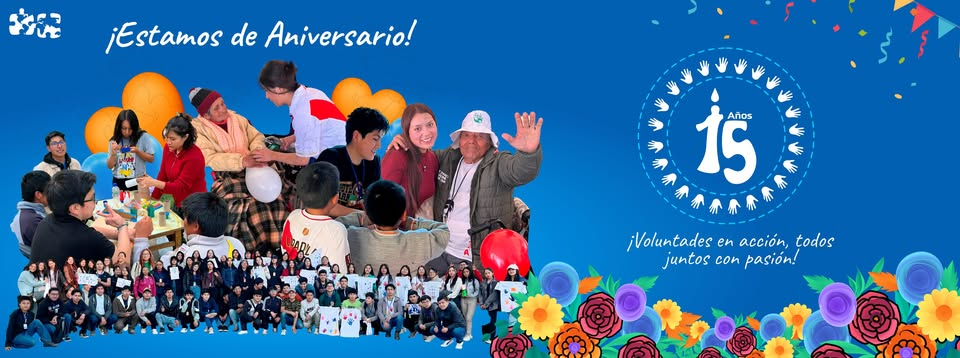 ¡Estamos de Aniversario!
15
Años
¡Voluntades en acción, todos
juntos con pasión!